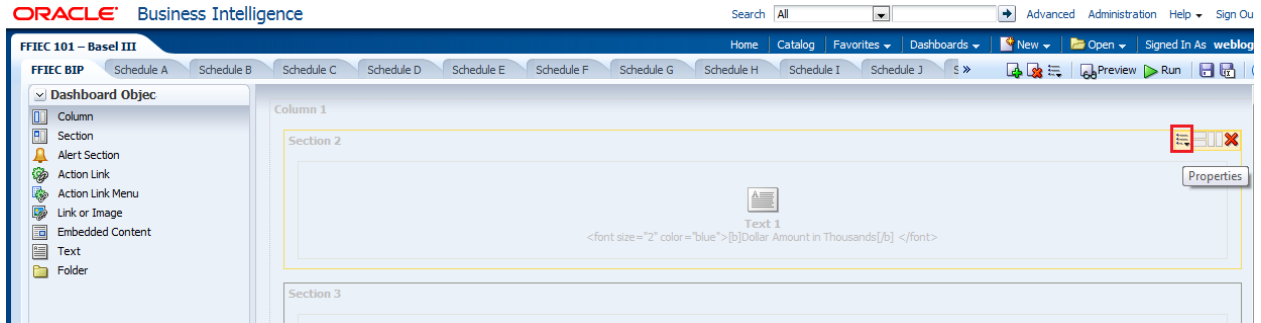 ORACLE Business Intelligence Search All Advanced Administration Help Sign Ou
FFIEC 101 – Basel III Home Catalog Favorites Dashboards New Open Signed In As weblog
FFIEC BIP Schedule A Schedule B Schedule C Schedule D Schedule E Schedule F Schedule G Schedule H Schedule I Schedule J S » Preview Run
Dashboard Objec
Column
Section
Alert Section
Action Link
Action Link Menu
Link or Image
Embedded Content
Text
Folder
Column 1
Section 2
Properties
Text 1
<font size="2" color="blue">[b]Dollar Amount in Thousands[/b] </font>
Section 3